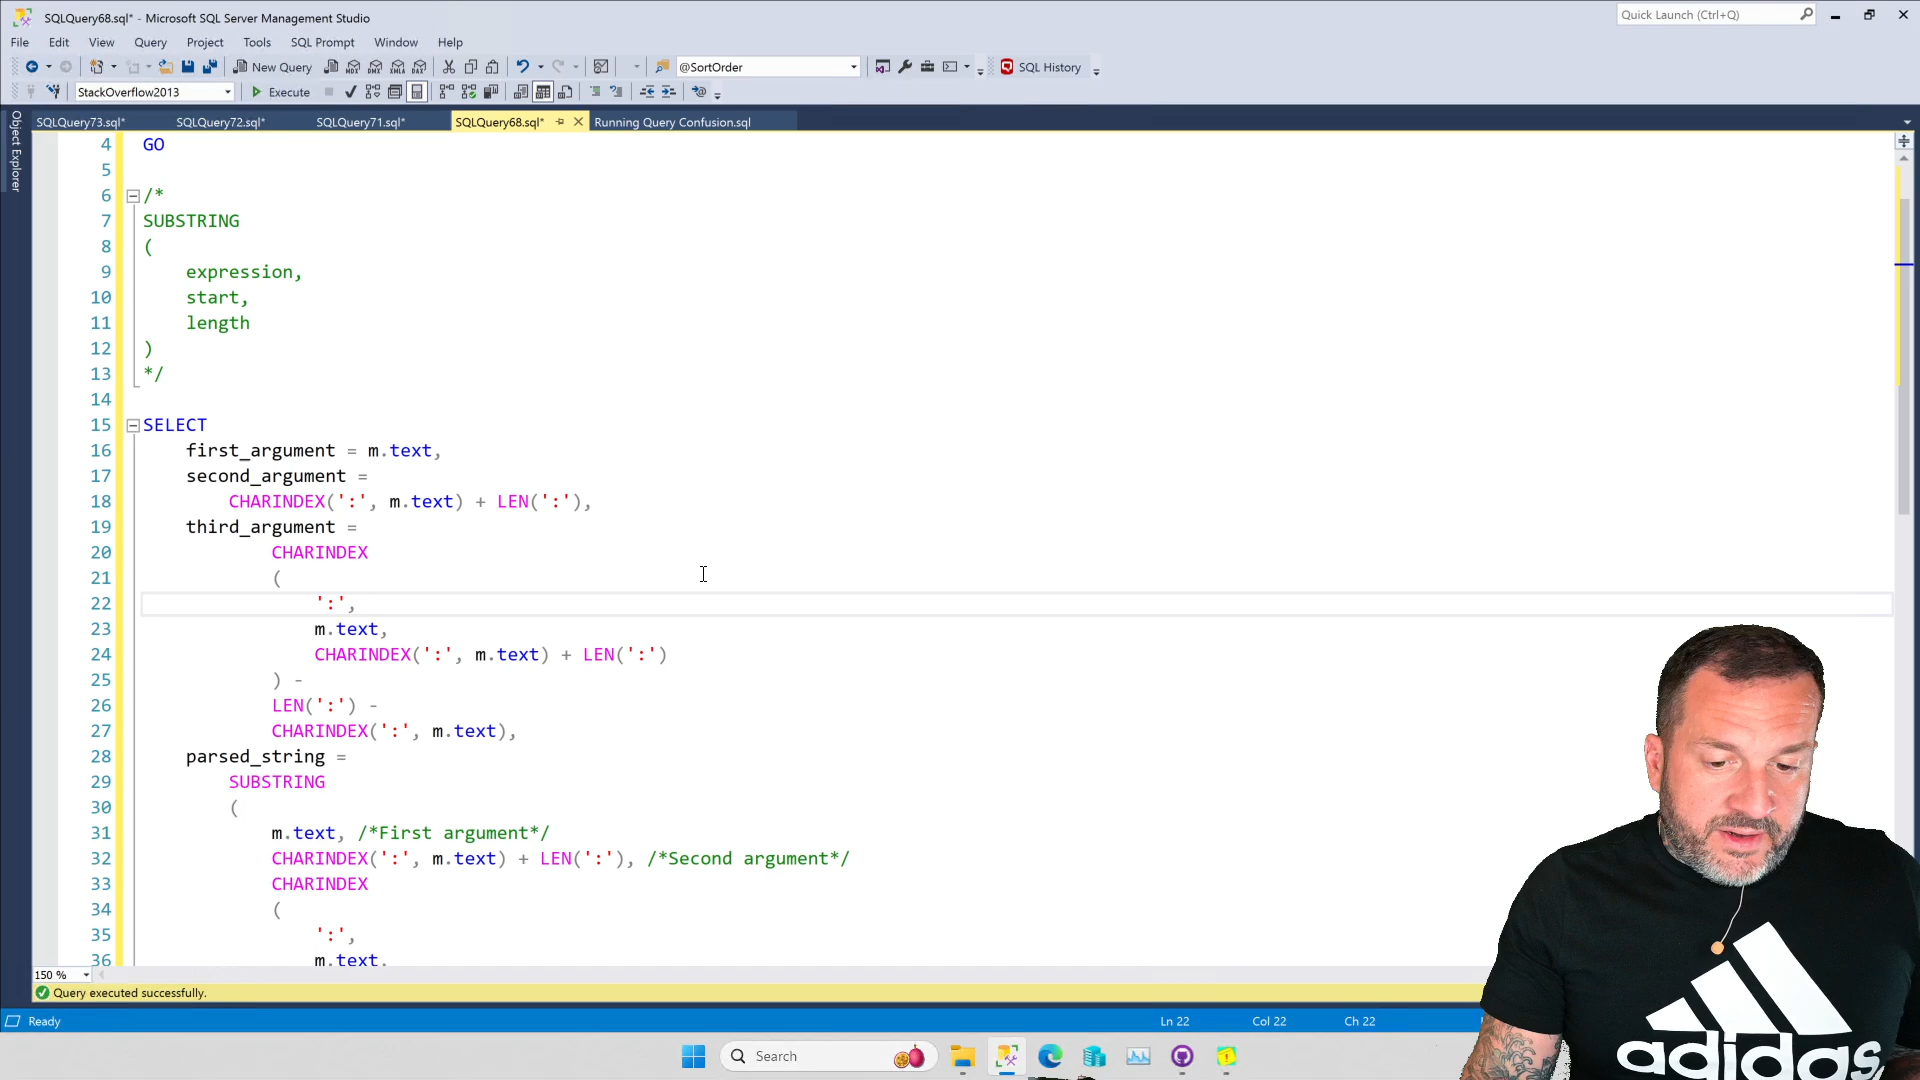 SQLQuery68.sql* - Microsoft SQL Server Management Studio
Quick Launch (Ctrl+Q)
File Edit View Query Project Tools SQL Prompt Window Help
New Query
@SortOrder
SQL History
StackOverflow2013
Execute
SQLQuery73.sql* SQLQuery72.sql* SQLQuery71.sql* SQLQuery68.sql* Running Query Confusion.sql
Object Explorer
4 GO
5
6 /*
7 SUBSTRING
8 (
9 expression,
10 start,
11 length
12 )
13 */
14
15 SELECT
16 first_argument = m.text,
17 second_argument =
18 CHARINDEX(':', m.text) + LEN(':'),
19 third_argument =
20 CHARINDEX
21 (
22 ':',
23 m.text,
24 CHARINDEX(':', m.text) + LEN(':')
25 ) -
26 LEN(':') -
27 CHARINDEX(':', m.text),
28 parsed_string =
29 SUBSTRING
30 (
31 m.text, /*First argument*/
32 CHARINDEX(':', m.text) + LEN(':'), /*Second argument*/
33 CHARINDEX
34 (
35 ':',
36 m.text,
150 %
Query executed successfully.
Ready
Ln 22 Col 22 Ch 22
Search
adidas